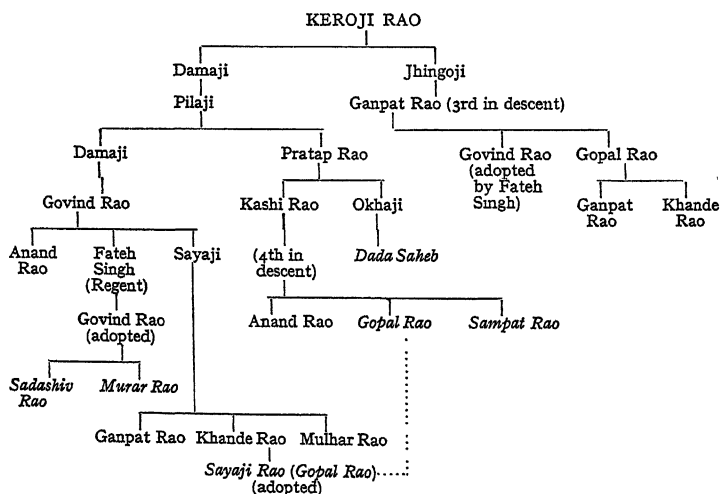 KEROJI RAO
Damaji Jhingoji
Pilaji Ganpat Rao (3rd in descent)
Damaji Pratap Rao Govind Rao Gopal Rao
(adopted
by Fateh
Singh)
Govind Rao Kashi Rao Okhaji Ganpat Khande
Rao Rao
Anand Fateh Sayaji (4th in Dada Saheb
Rao Singh descent)
(Regent)
Govind Rao Anand Rao Gopal Rao Sampat Rao
(adopted)
Sadashiv Murar Rao
Rao
Ganpat Rao Khande Rao Mulhar Rao
Sayaji Rao (Gopal Rao)
(adopted)